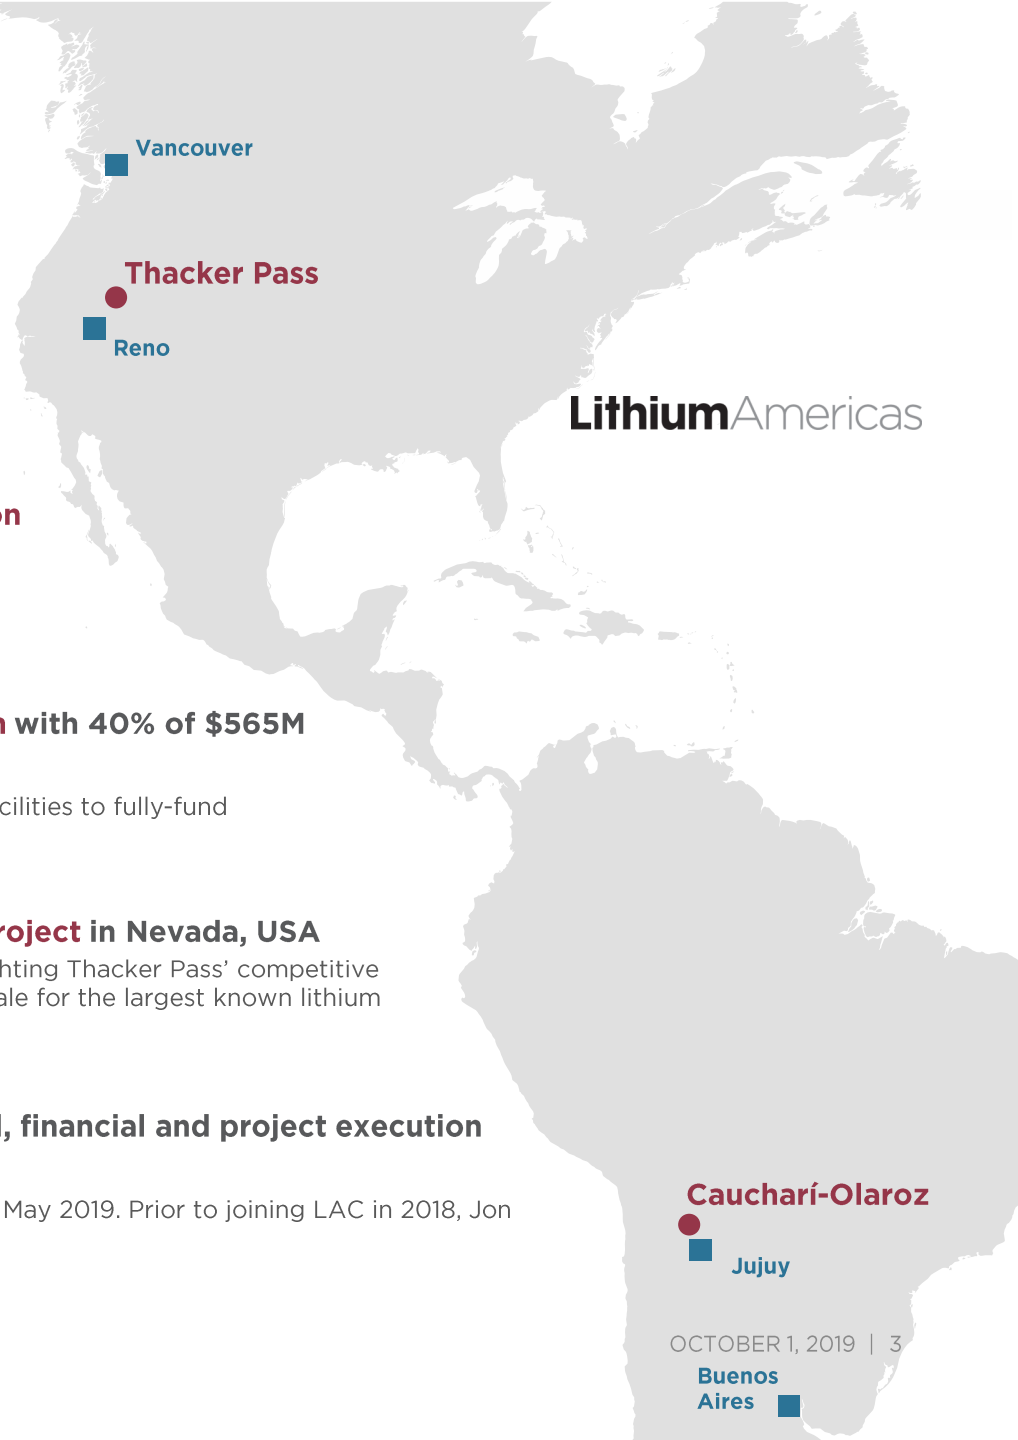 Vancouver
Thacker Pass
Reno
LithiumAmericas
on
with 40% of $565M
cilities to fully-fund
roject in Nevada, USA
hting Thacker Pass’ competitive
ale for the largest known lithium
, financial and project execution
May 2019. Prior to joining LAC in 2018, Jon
Caucharí-Olaroz
Jujuy
OCTOBER 1, 2019 | 3
Buenos
Aires